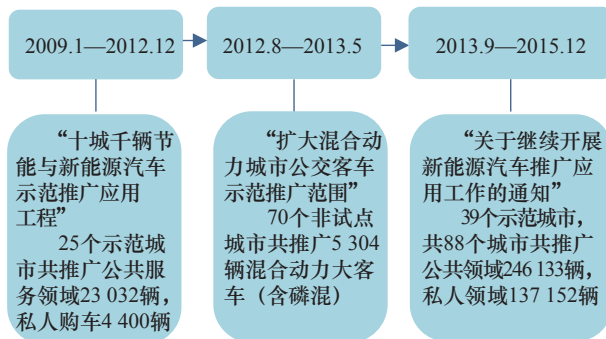 2009.1—2012.12
2012.8—2013.5
2013.9—2015.12
“十城千辆节
能与新能源汽车
示范推广应用
工程”
25个示范城
市共推广公共服
务领域23 032辆，
私人购车4 400辆
“扩大混合动
力城市公交客车
示范推广范围”
70个非试点
城市共推广5 304
辆混合动力大客
车（含磷混）
“关于继续开展
新能源汽车推广应
用工作的通知”
39个示范城市，
共88个城市共推广
公共领域246 133辆，
私人领域137 152辆